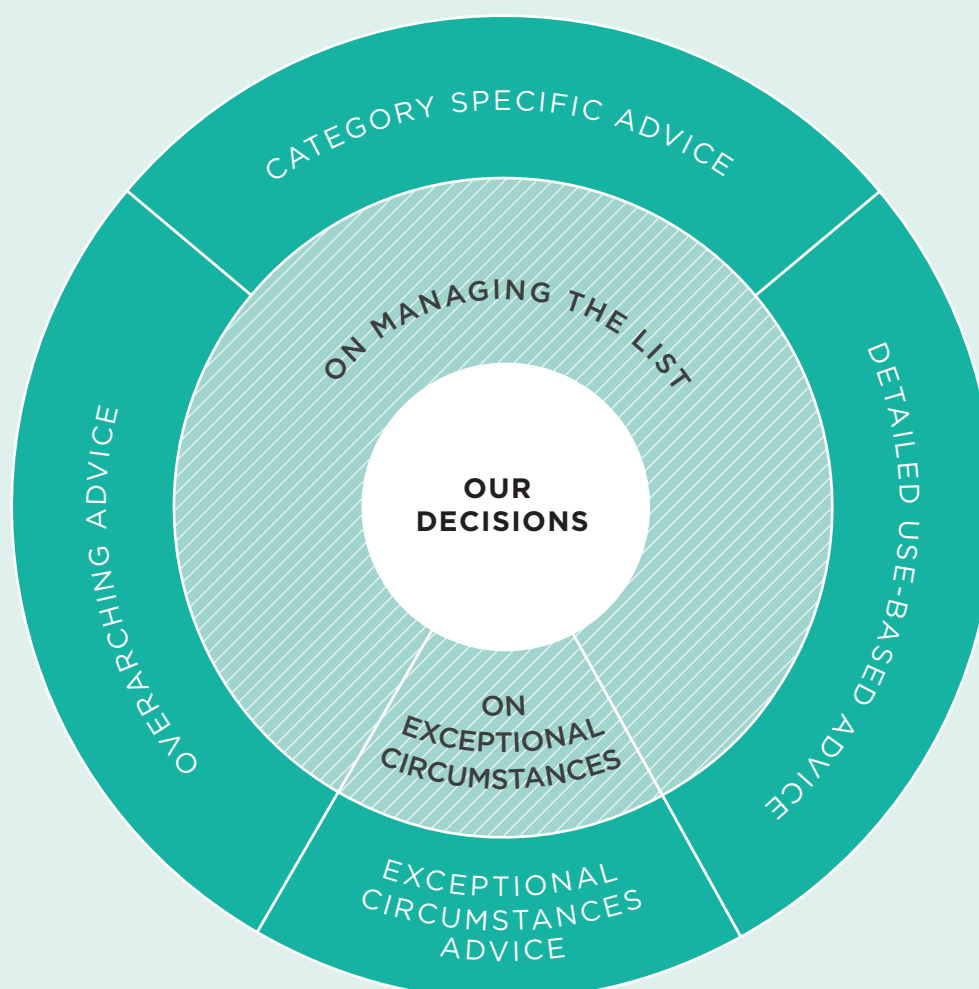 CATEGORY SPECIFIC ADVICE
ON MANAGING THE LIST
OUR
DECISIONS
ON
EXCEPTIONAL
CIRCUMSTANCES
OVERARCHING ADVICE
DETAILED USE-BASED ADVICE
EXCEPTIONAL
CIRCUMSTANCES
ADVICE